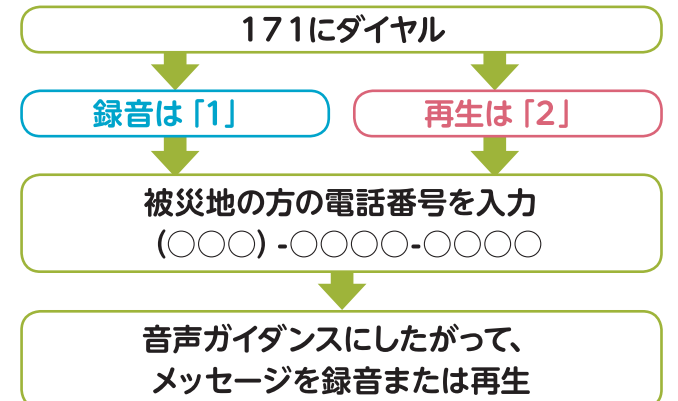 171にダイヤル
録音は「1」
再生は「2」
被災地の方の電話番号を入力
(○○○)-○○○○-○○○○
音声ガイダンスにしたがって、
メッセージを録音または再生